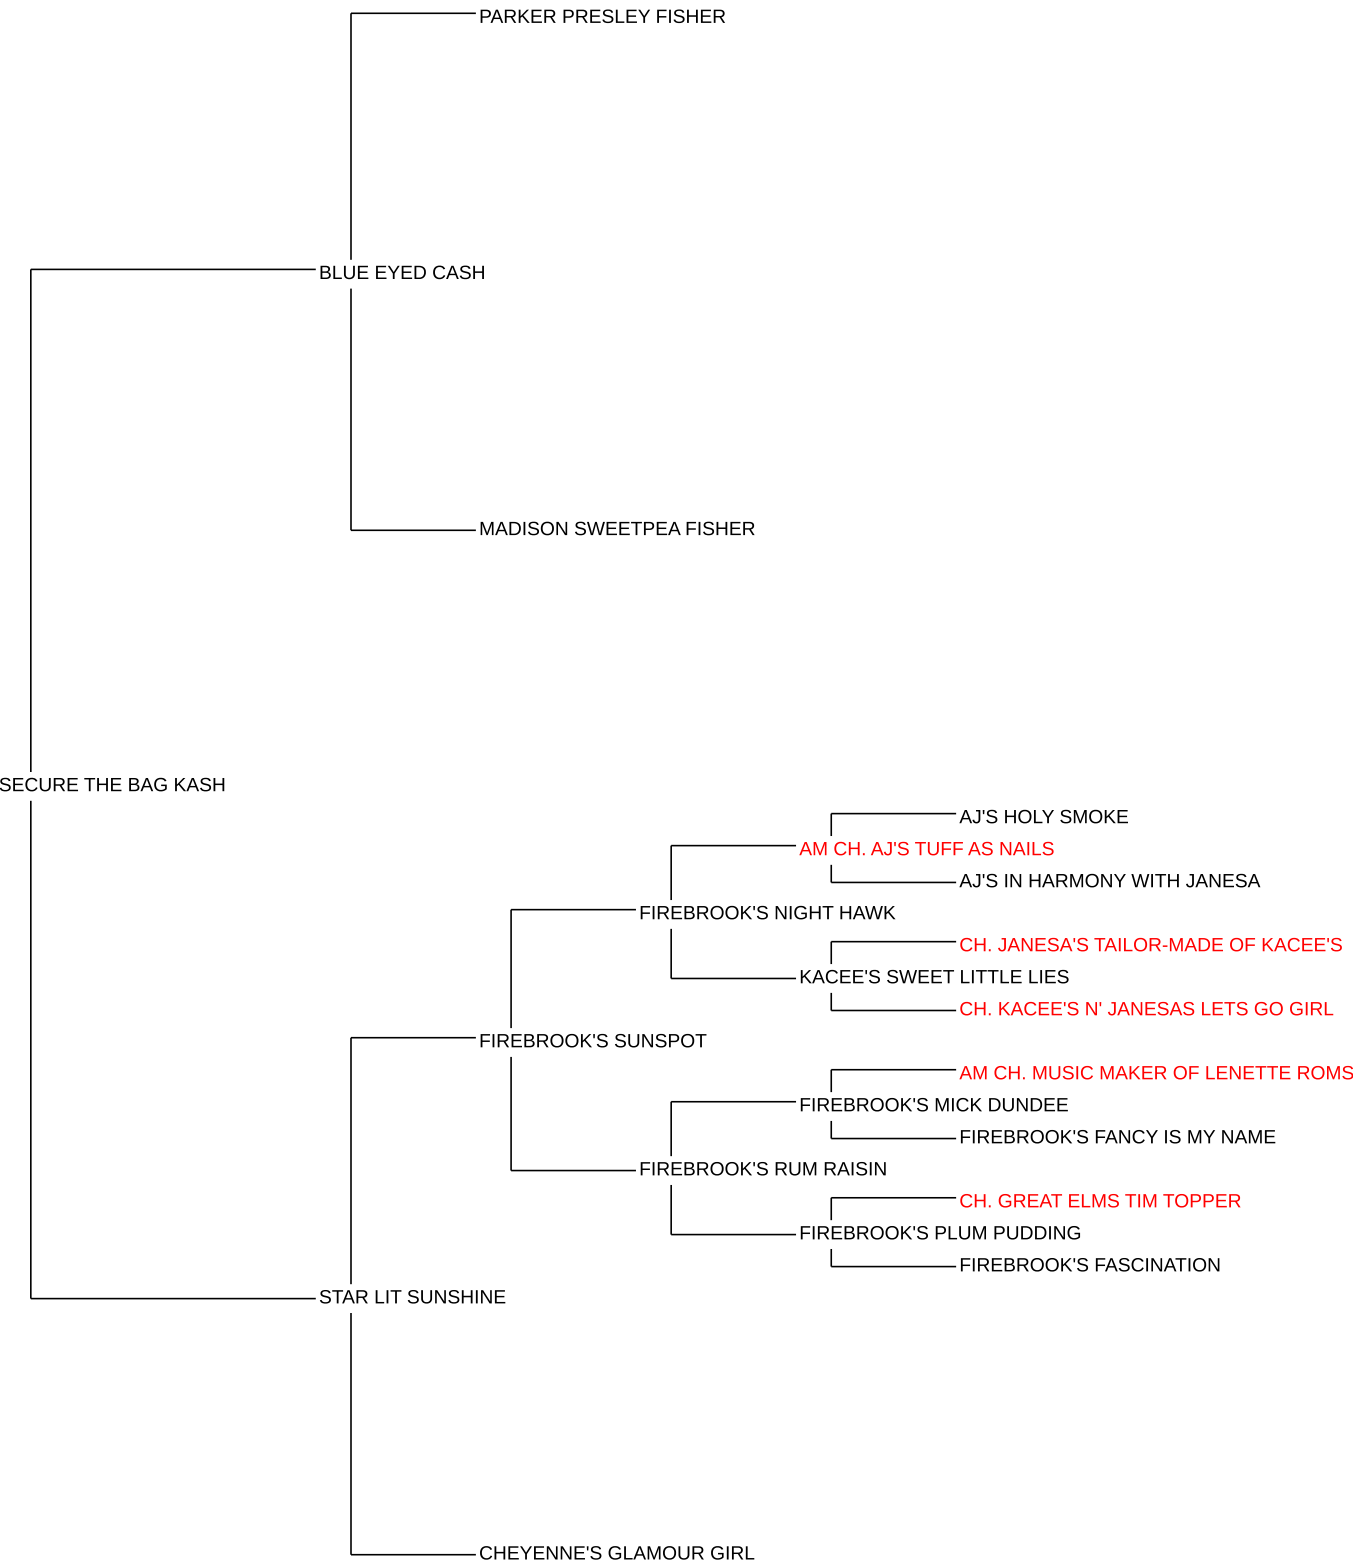 PARKER PRESLEY FISHER
BLUE EYED CASH
MADISON SWEETPEA FISHER
SECURE THE BAG KASH
AJ'S HOLY SMOKE
AM CH. AJ'S TUFF AS NAILS
AJ'S IN HARMONY WITH JANESA
FIREBROOK'S NIGHT HAWK
CH. JANESA'S TAILOR-MADE OF KACEE'S
KACEE'S SWEET LITTLE LIES
CH. KACEE'S N' JANESAS LETS GO GIRL
FIREBROOK'S SUNSPOT
AM CH. MUSIC MAKER OF LENETTE ROMS
FIREBROOK'S MICK DUNDEE
FIREBROOK'S FANCY IS MY NAME
FIREBROOK'S RUM RAISIN
CH. GREAT ELMS TIM TOPPER
FIREBROOK'S PLUM PUDDING
FIREBROOK'S FASCINATION
STAR LIT SUNSHINE
CHEYENNE'S GLAMOUR GIRL